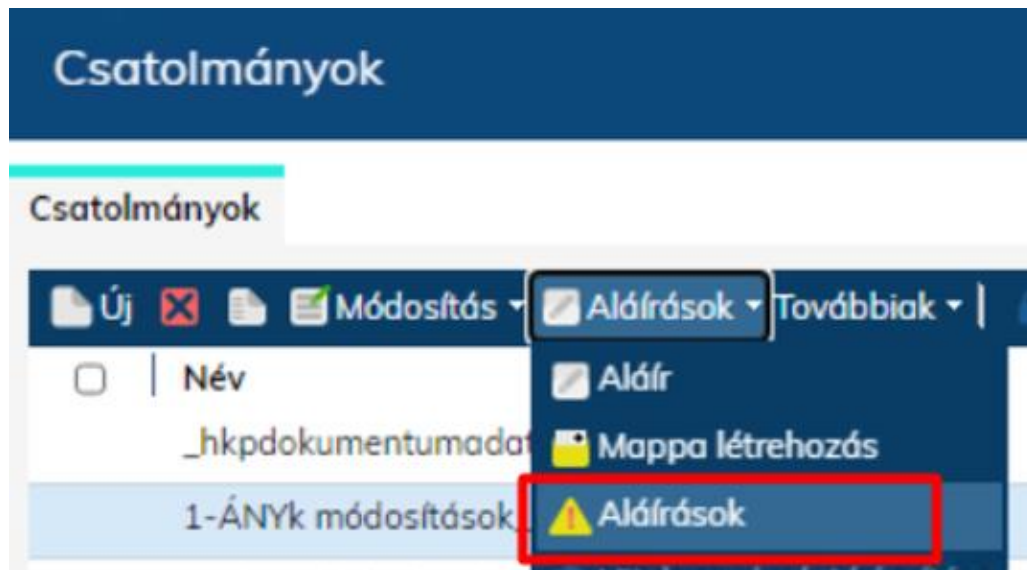 Csatolmányok
Csatolmányok
Új Módosítás Aláírások Továbbiak
Név Aláír
_hkpdokumentumadat Mappa létrehozás
1-ÁNYk módosítások_ Aláírások